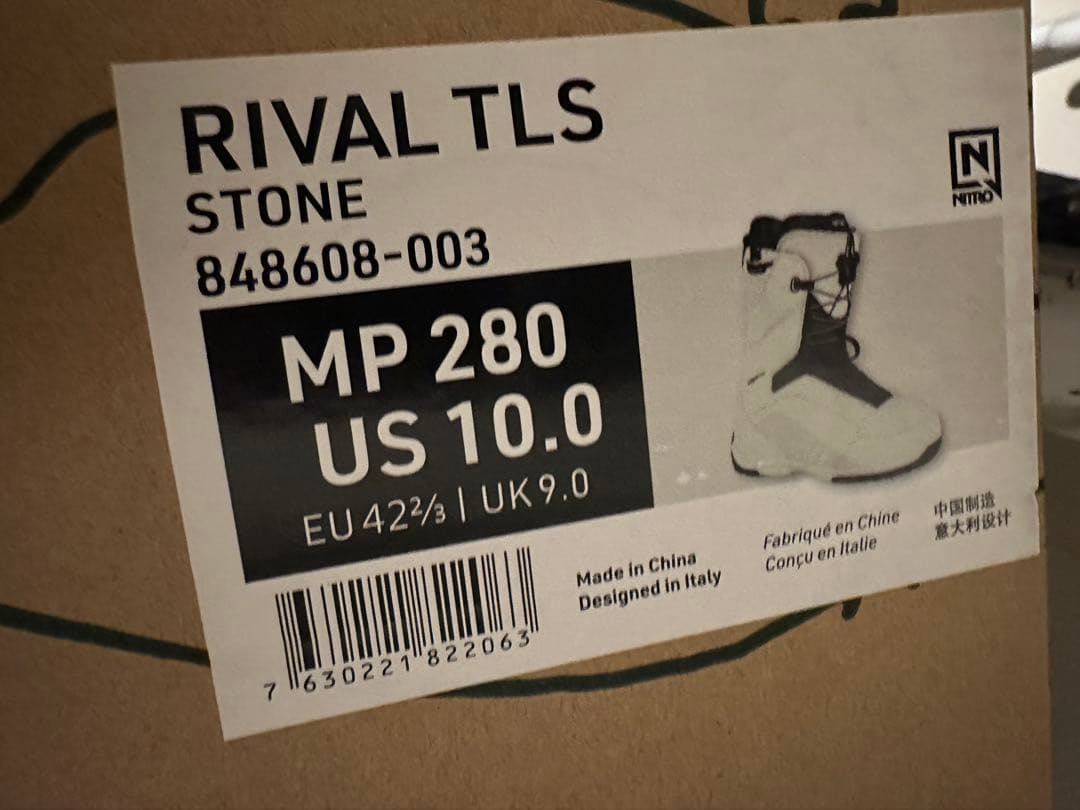 RIVAL TLS
STONE
848608-003
N
NITRO
MP 280
US 10.0
EU 42⅔ | UK 9.0
7 630221 822063
Made in China
Designed in Italy
Fabriqué en Chine
Conçu en Italie
中国制造
意大利设计